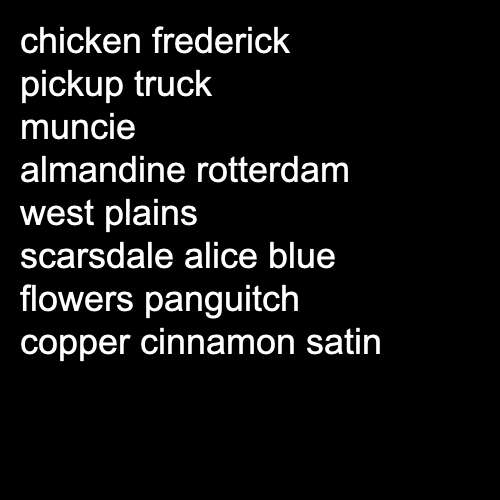 chicken frederick
pickup truck
muncie
almandine rotterdam
west plains
scarsdale alice blue
flowers panguitch
copper cinnamon satin